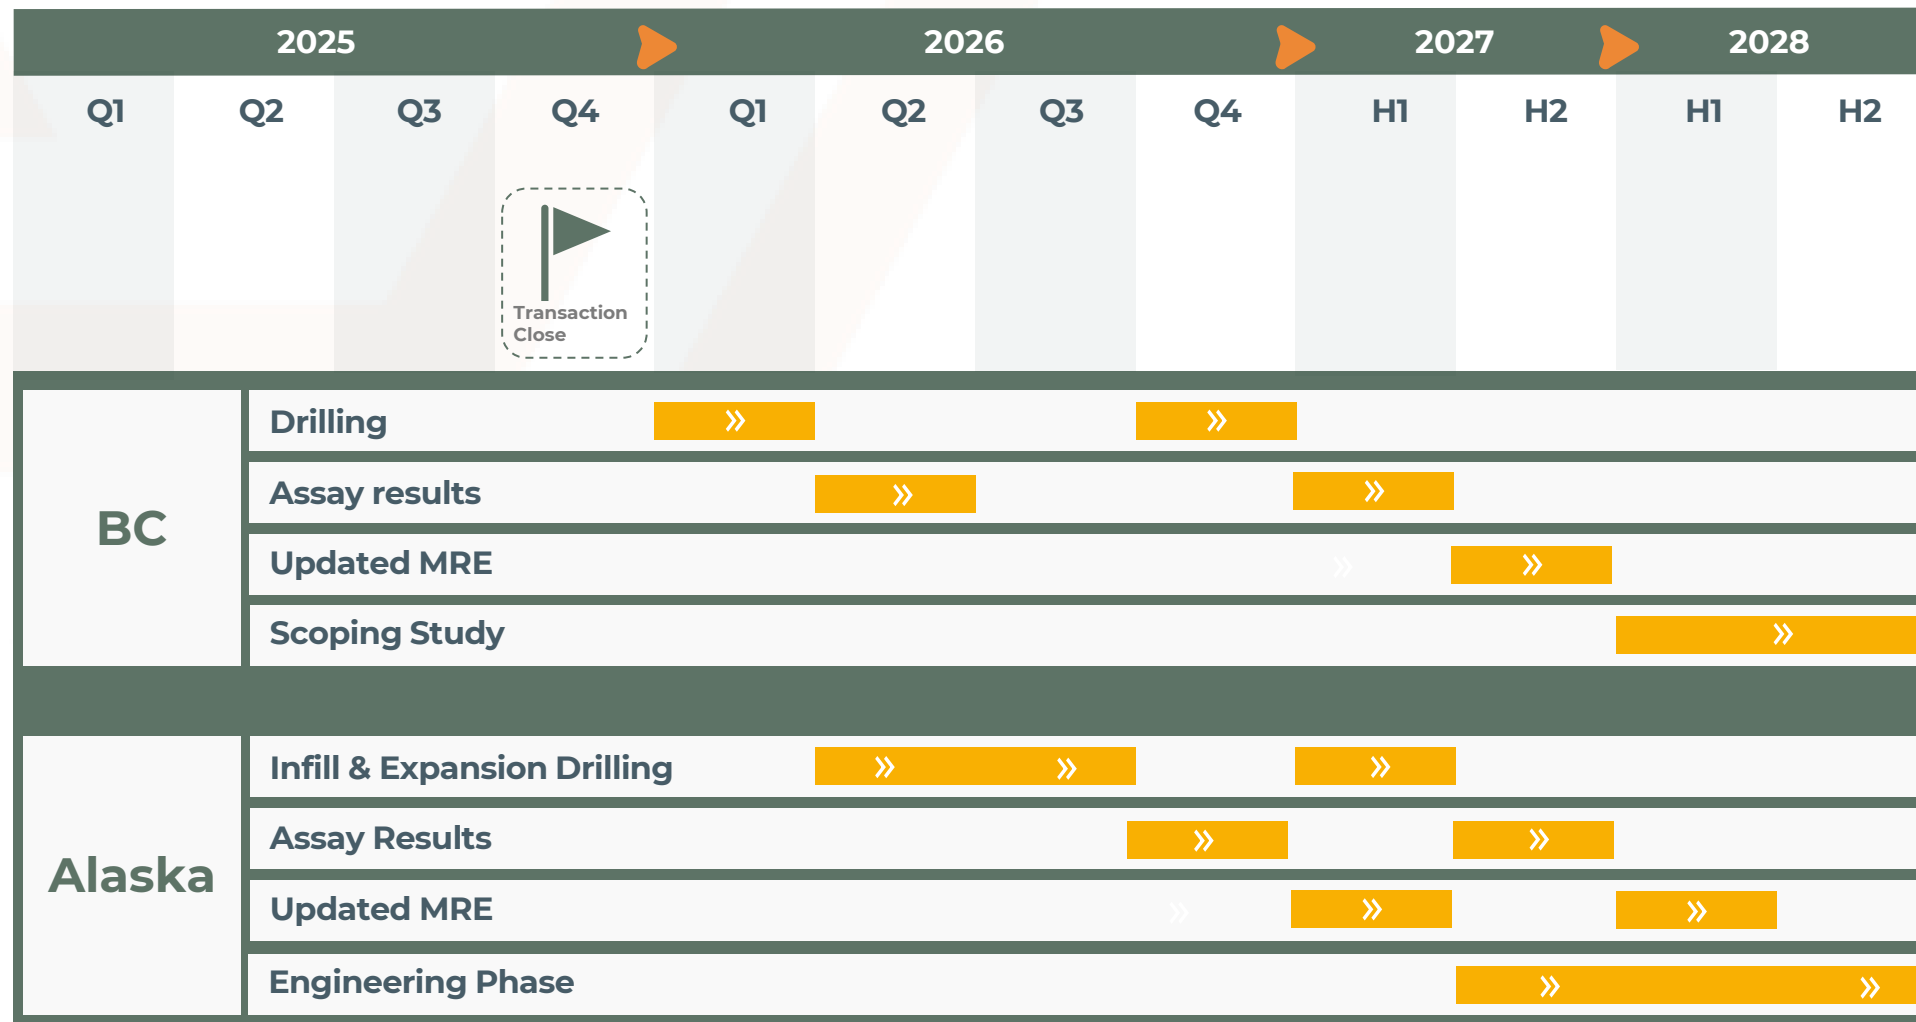 2025 2026 2027 2028
Q1 Q2 Q3 Q4 Q1 Q2 Q3 Q4 H1 H2 H1 H2
Transaction
Close
BC
Drilling
Assay results
Updated MRE
Scoping Study
Alaska
Infill & Expansion Drilling
Assay Results
Updated MRE
Engineering Phase